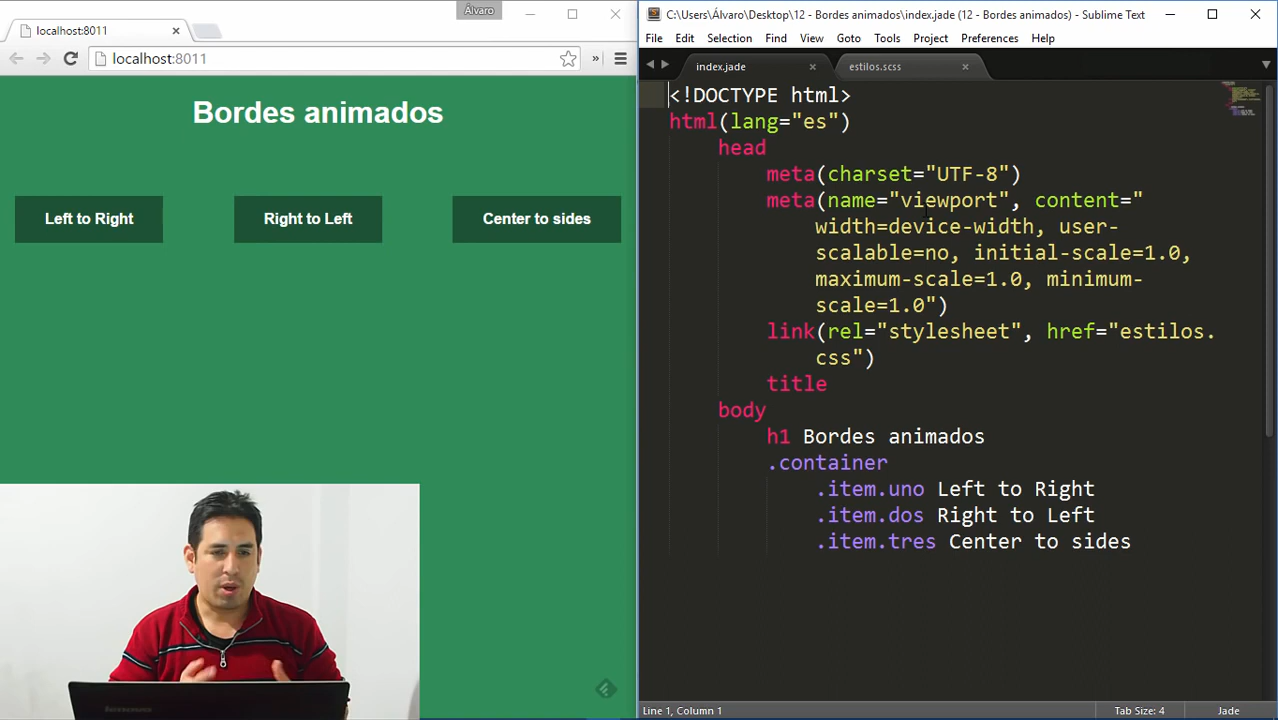 Álvaro
localhost:8011
localhost:8011
Bordes animados
Left to Right
Right to Left
Center to sides
C:\Users\Álvaro\Desktop\12 - Bordes animados\index.jade (12 - Bordes animados) - Sublime Text
File Edit Selection Find View Goto Tools Project Preferences Help
index.jade
estilos.scss
<!DOCTYPE html>
html(lang="es")
head
meta(charset="UTF-8")
meta(name="viewport", content="
width=device-width, user-
scalable=no, initial-scale=1.0,
maximum-scale=1.0, minimum-
scale=1.0")
link(rel="stylesheet", href="estilos.
css")
title
body
h1 Bordes animados
.container
.item.uno Left to Right
.item.dos Right to Left
.item.tres Center to sides
Line 1, Column 1
Tab Size: 4
Jade